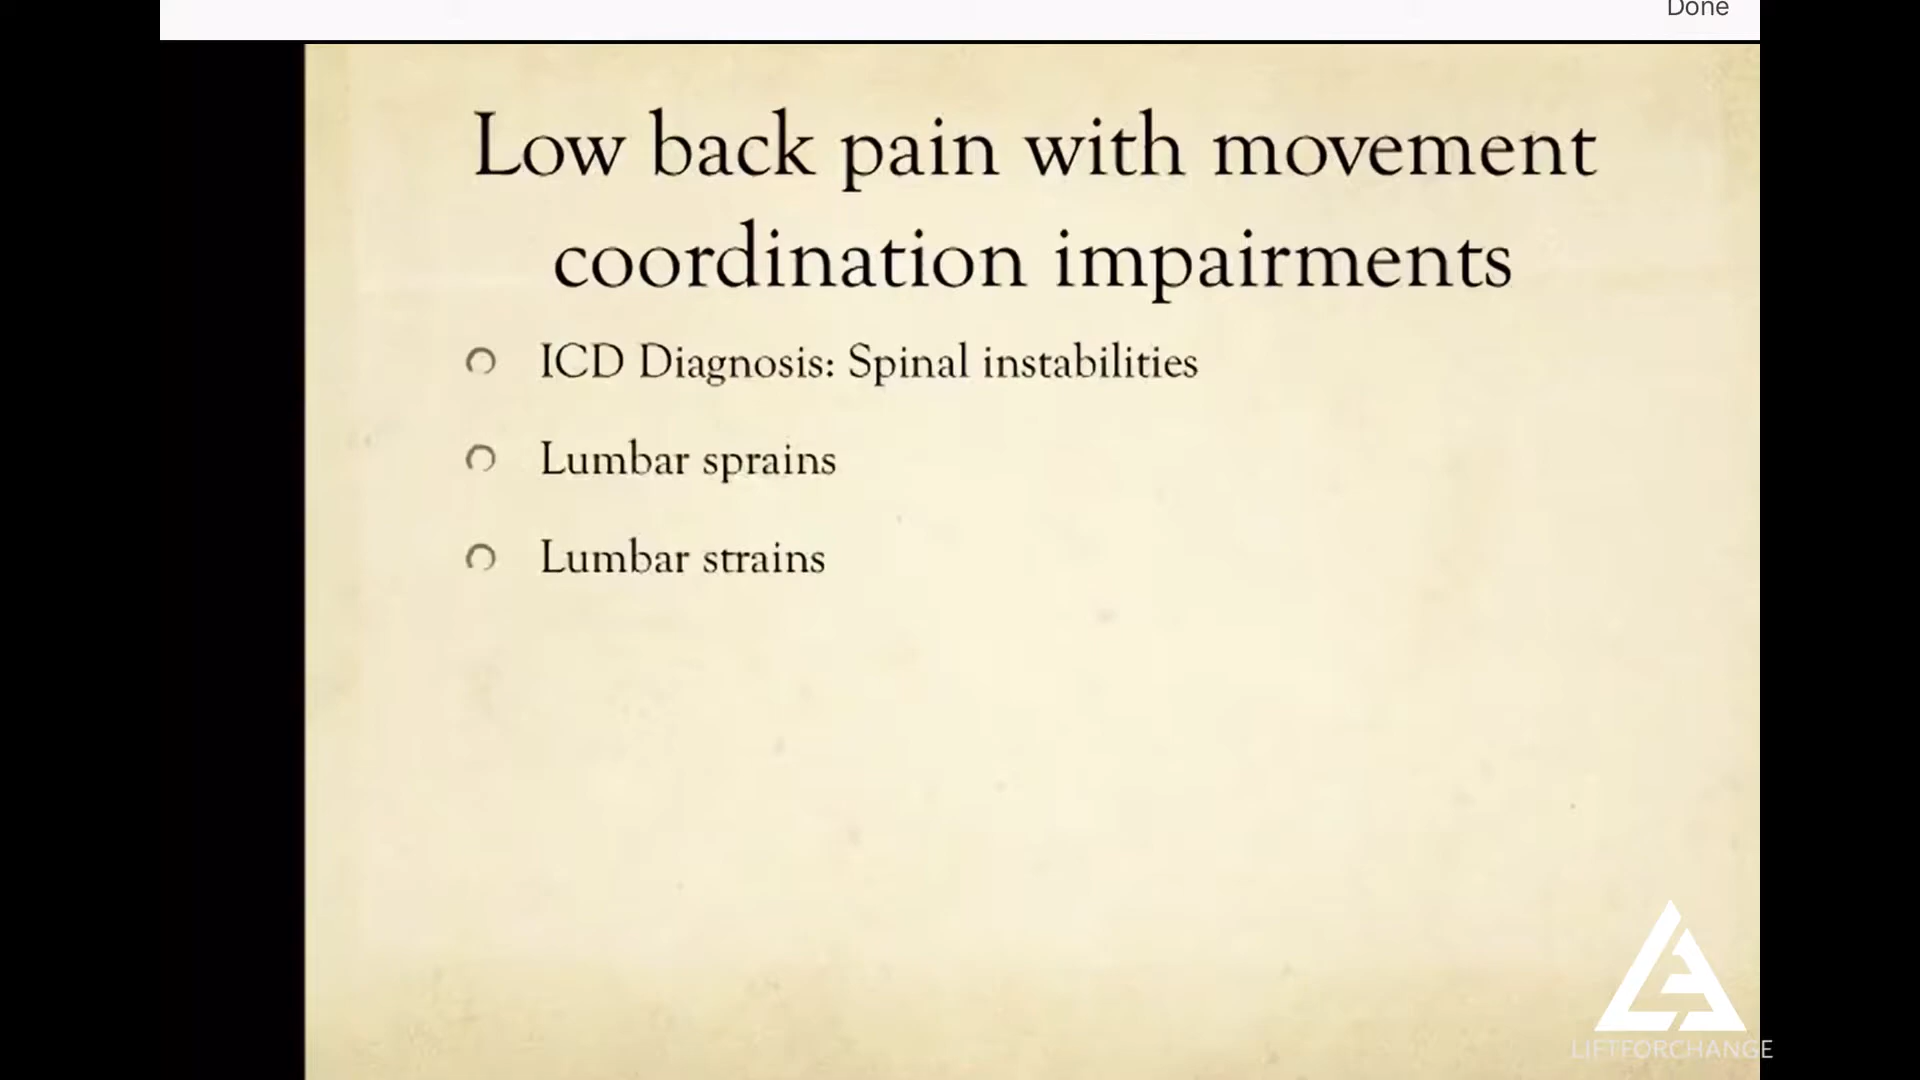 Done
Low back pain with movement
coordination impairments
ICD Diagnosis: Spinal instabilities
Lumbar sprains
Lumbar strains
LIFTFORCHANGE